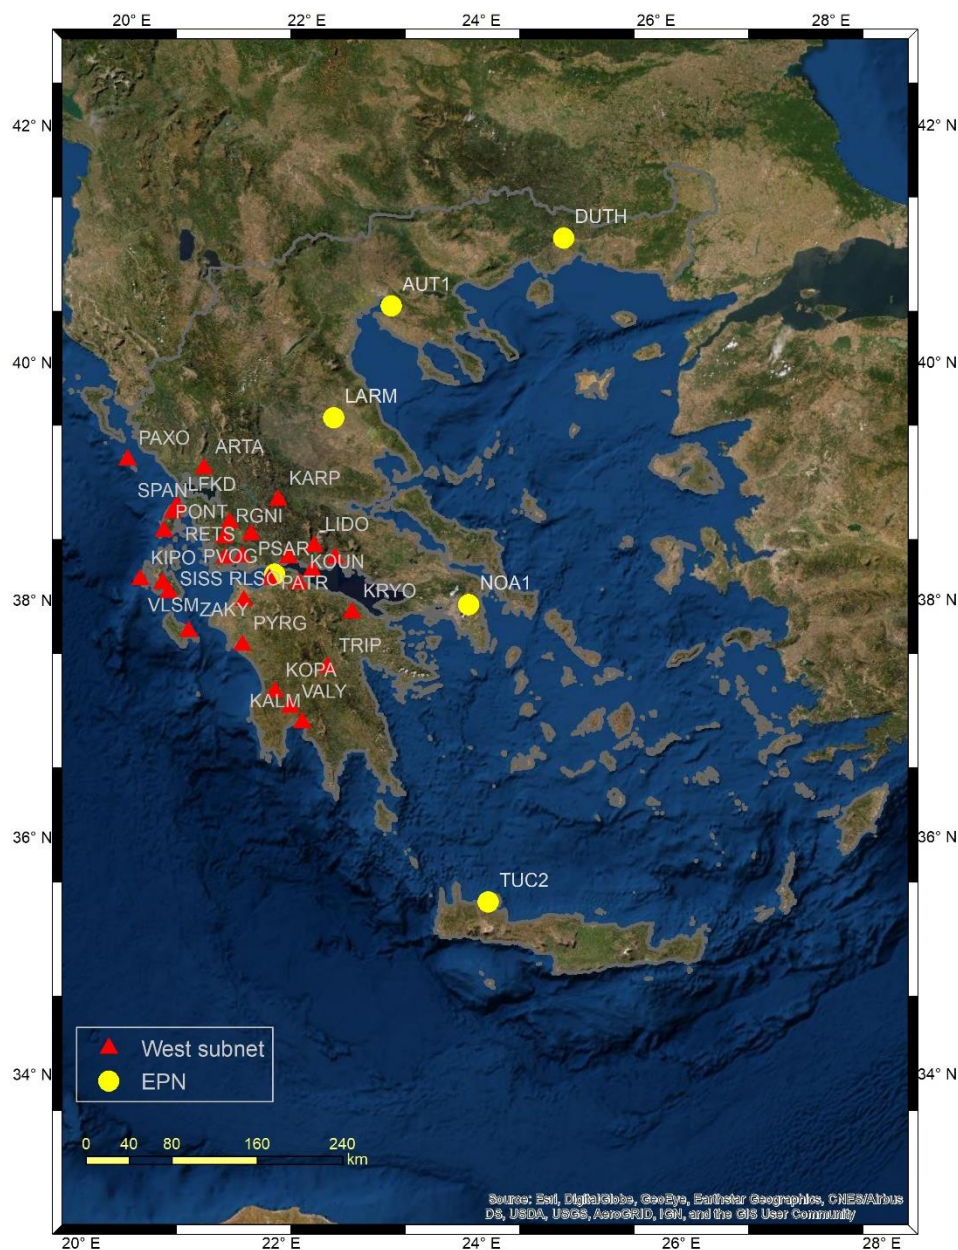 20° E 22° E 24° E 26° E 28° E
42° N 42° N
DUTH
AUT1
40° N 40° N
LARM
PAXO ARTA
KARP
SPAN LFKD
PONT RGNI
LIDO
RETS
KIPO PVOG PSAR KOUN
SISS RLSO PATR
KRYO NOA1
38° N 38° N
VLSM ZAKY
PYRG
TRIP
KOPA
KALM VALY
36° N 36° N
TUC2
West subnet
34° N 34° N
EPN
0 40 80 160 240
km
Source: Esri, DigitalGlobe, GeoEye, Earthstar Geographics, CNES/Airbus
DS, USDA, USGS, AeroGRID, IGN, and the GIS User Community
20° E 22° E 24° E 26° E 28° E